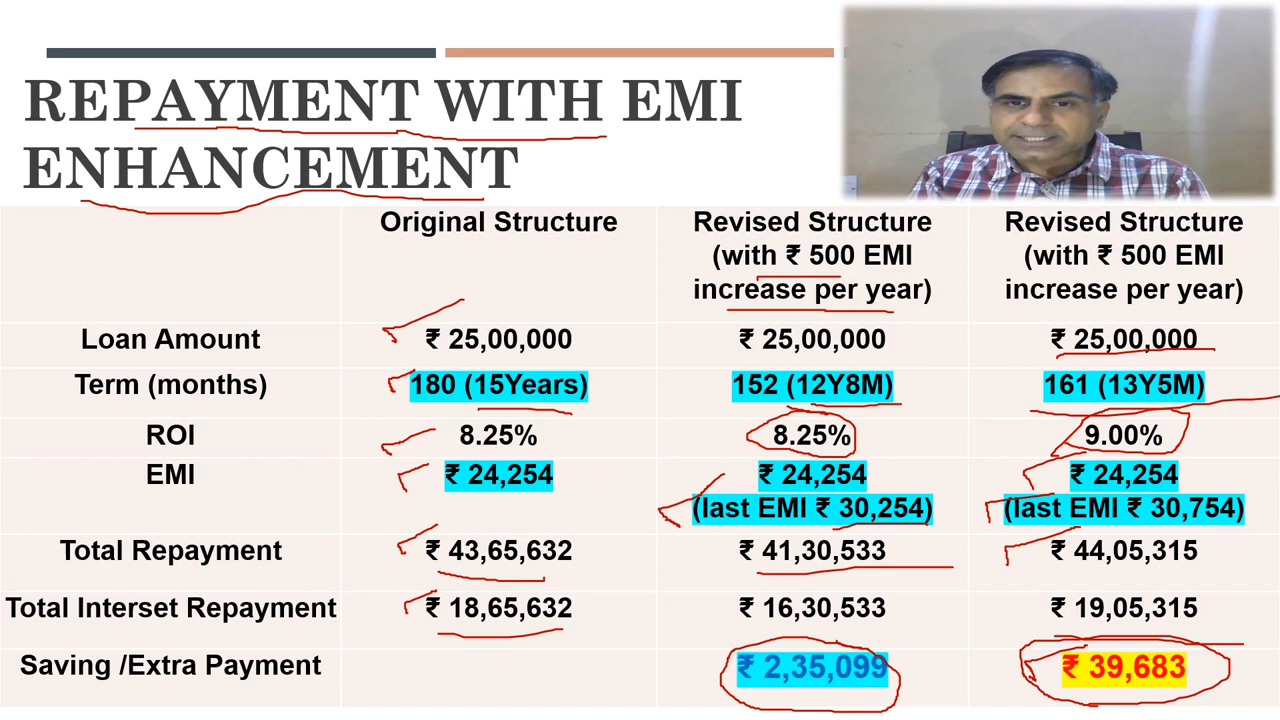 REPAYMENT WITH EMI
ENHANCEMENT
Original Structure
Revised Structure
(with ₹ 500 EMI
increase per year)
Revised Structure
(with ₹ 500 EMI
increase per year)
Loan Amount ₹ 25,00,000 ₹ 25,00,000 ₹ 25,00,000
Term (months) 180 (15Years) 152 (12Y8M) 161 (13Y5M)
ROI 8.25% 8.25% 9.00%
EMI ₹ 24,254 ₹ 24,254 ₹ 24,254
(last EMI ₹ 30,254) (last EMI ₹ 30,754)
Total Repayment ₹ 43,65,632 ₹ 41,30,533 ₹ 44,05,315
Total Interset Repayment ₹ 18,65,632 ₹ 16,30,533 ₹ 19,05,315
Saving /Extra Payment ₹ 2,35,099 ₹ 39,683